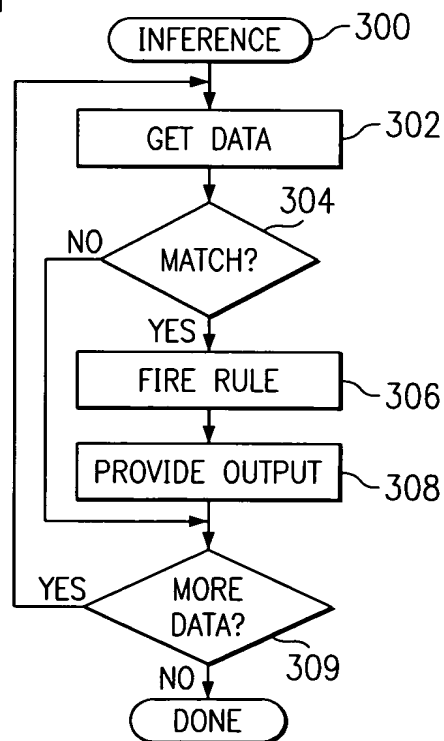 INFERENCE 300
GET DATA 302
304
NO MATCH?
YES
FIRE RULE 306
PROVIDE OUTPUT 308
YES MORE
DATA?
309
NO
DONE